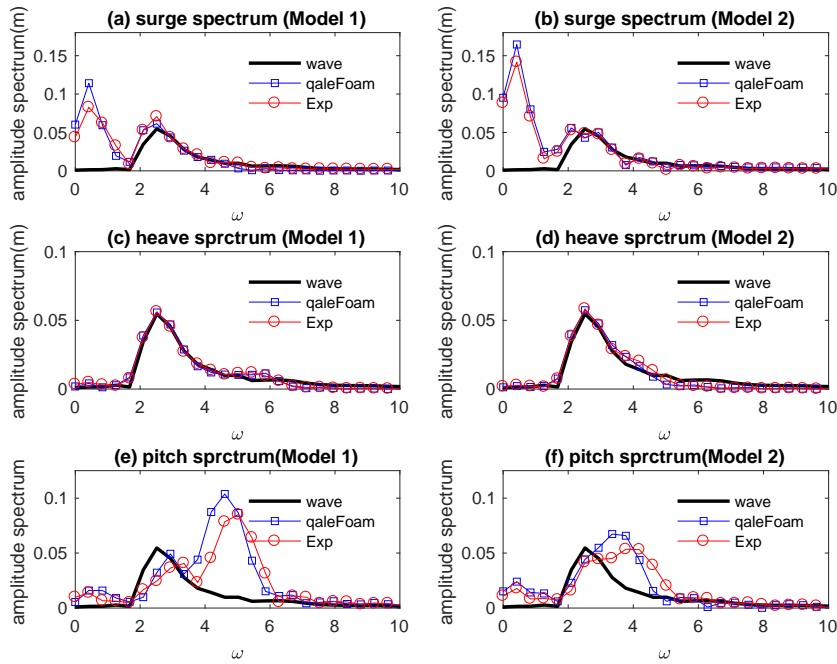 (a) surge spectrum (Model 1)
amplitude spectrum(m)
0.15
0.1
0.05
0
wave
qaleFoam
Exp
0 2 4 6 8 10
ω
(b) surge spectrum (Model 2)
amplitude spectrum(m)
0.15
0.1
0.05
0
wave
qaleFoam
Exp
0 2 4 6 8 10
ω
(c) heave sprctrum (Model 1)
amplitude spectrum(m)
0.1
0.05
0
wave
qaleFoam
Exp
0 2 4 6 8 10
ω
(d) heave sprctrum (Model 2)
amplitude spectrum(m)
0.1
0.05
0
wave
qaleFoam
Exp
0 2 4 6 8 10
ω
(e) pitch sprctrum(Model 1)
amplitude spectrum
0.1
0.05
0
wave
qaleFoam
Exp
0 2 4 6 8 10
ω
(f) pitch sprctrum(Model 2)
amplitude spectrum
0.1
0.05
0
wave
qaleFoam
Exp
0 2 4 6 8 10
ω